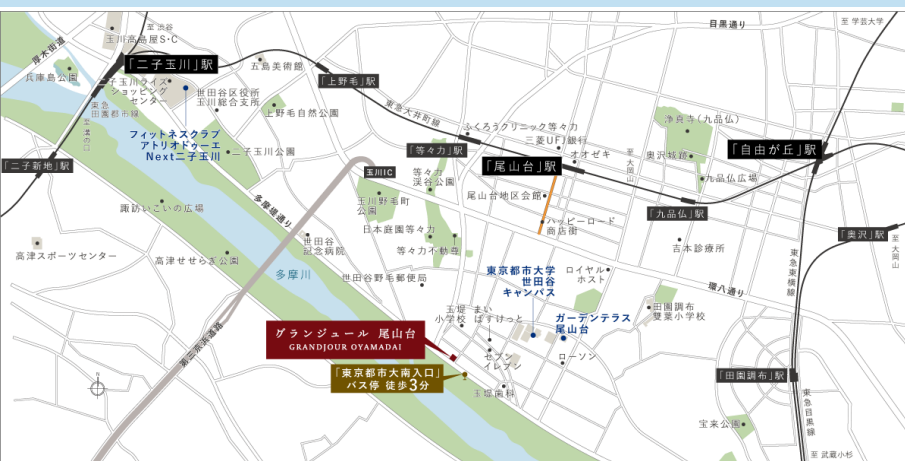 至 渋谷
玉川高島屋S・C
厚木街道
「二子玉川」駅
兵庫島公園
二子玉川ライズ
ショッピング
センター
東急
田園都市線
至 溝の口
「二子新地」駅
五島美術館
世田谷区役所
玉川総合支所
上野毛自然公園
フィットネスクラブ
アトリオドゥーエ
Next二子玉川
二子玉川公園
「上野毛」駅
東急大井町線
目黒通り
至 学芸大学
ふくろうクリニック等々力
三菱UFJ銀行
オオゼキ
「等々力」駅
「尾山台」駅
至 大岡山
浄真寺(九品仏)
奥沢城跡
「自由が丘」駅
九品仏広場
玉川IC
等々力
渓谷公園
玉川野毛町
公園
尾山台地区会館
ハッピーロード
商店街
「九品仏」駅
「奥沢」駅
至 大岡山
吉本診療所
諏訪いこいの広場
多摩堤通り
日本庭園等々力
等々力不動尊
世田谷
記念病院
高津スポーツセンター
高津せせらぎ公園
多摩川
世田谷野毛郵便局
東京都市大学
世田谷
キャンパス
ロイヤル
ホスト
環八通り
東急東横線
田園調布
雙葉小学校
玉堤
小学校
まい
ばすけっと
ガーデンテラス
尾山台
第三京浜道路
グランジュール 尾山台
GRANDJOUR OYAMADAI
セブン
イレブン
ローソン
「東京都市大南入口」
バス停 徒歩3分
玉堤歯科
「田園調布」駅
東急目黒線
宝来公園
至 武蔵小杉